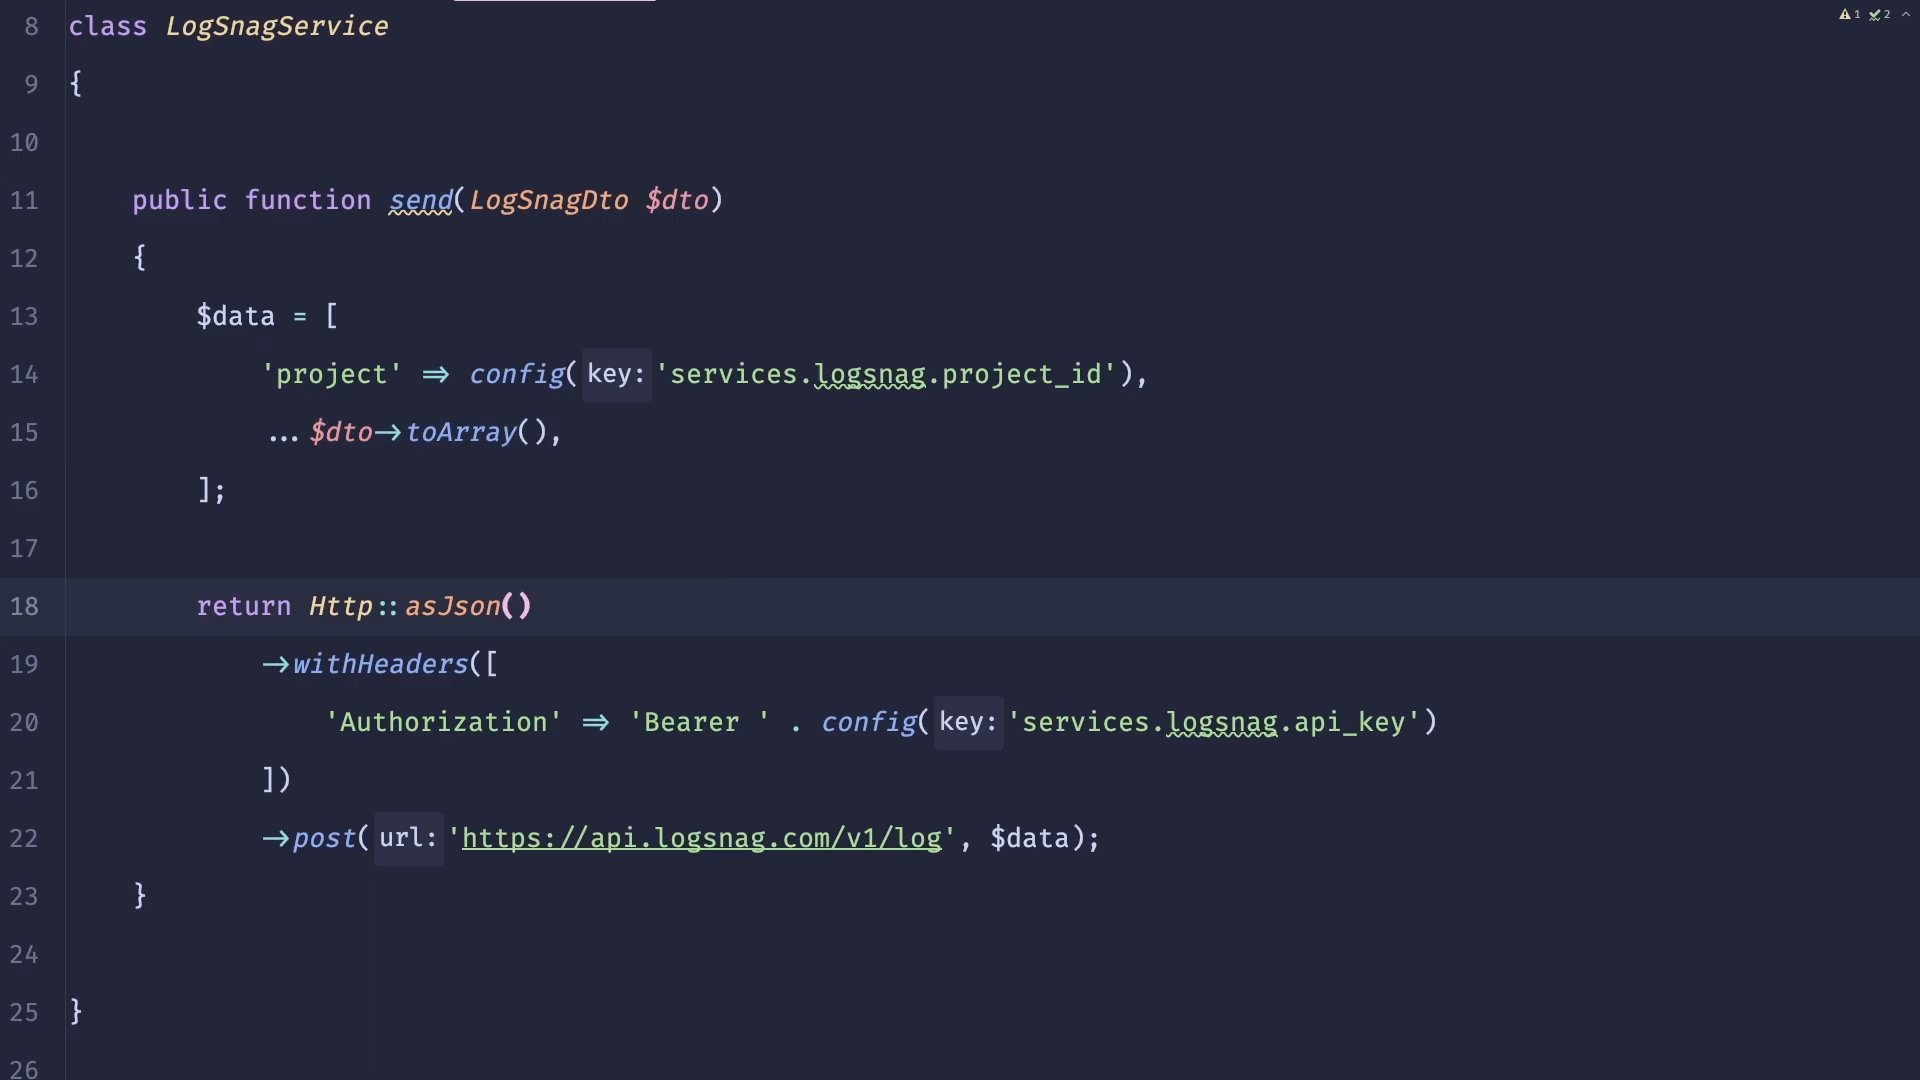 8 class LogSnagService
⚠1 ✓2 ^
9 {
10
11 public function send(LogSnagDto $dto)
12 {
13 $data = [
14 'project' => config( key: 'services.logsnag.project_id'),
15 ...$dto->toArray(),
16 ];
17
18 return Http::asJson()
19 ->withHeaders([
20 'Authorization' => 'Bearer ' . config( key: 'services.logsnag.api_key')
21 ])
22 ->post( url: 'https://api.logsnag.com/v1/log', $data);
23 }
24
25 }
26